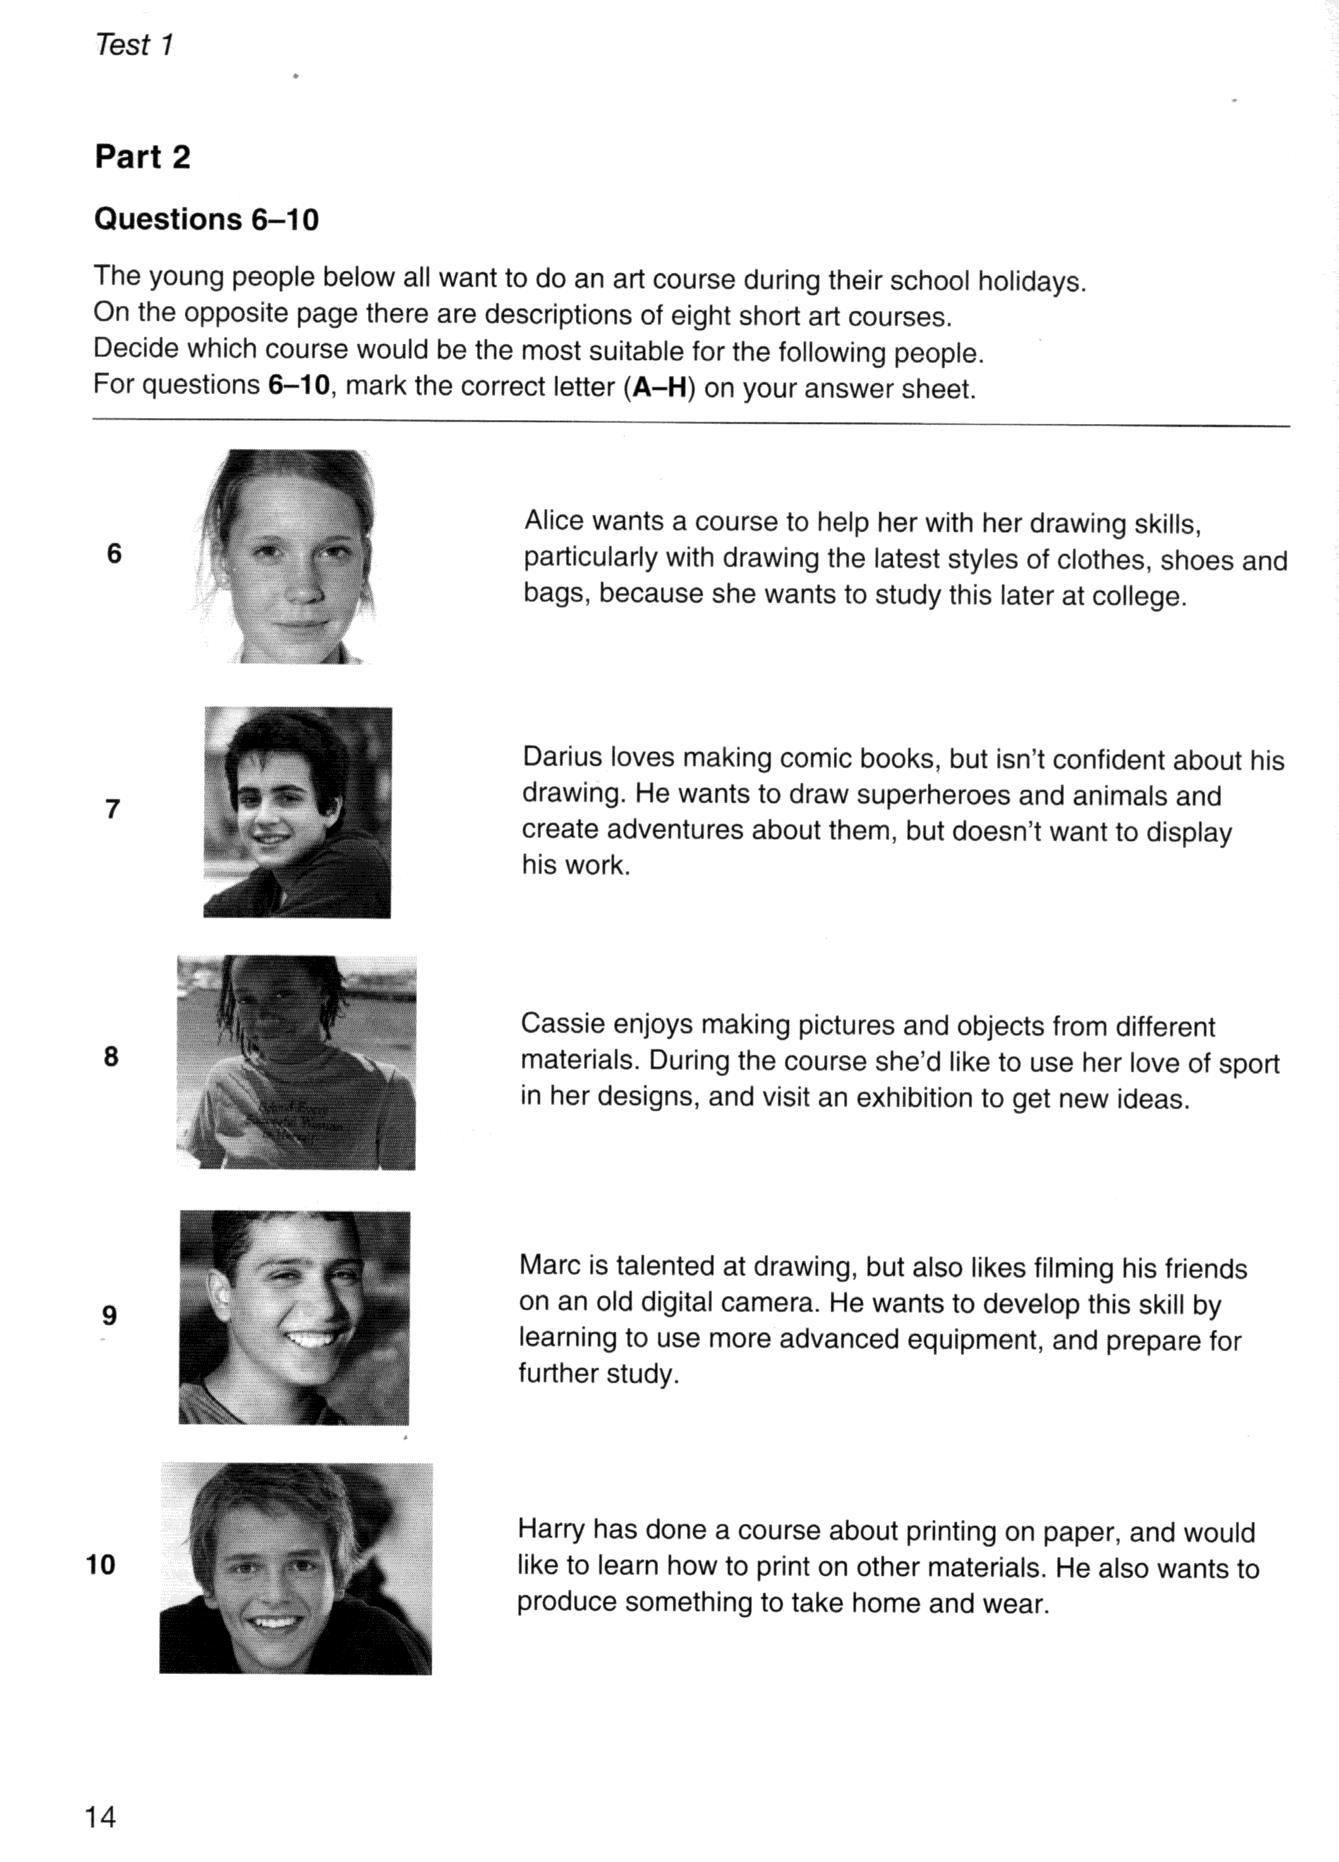 Test 1
Part 2
Questions 6–10
The young people below all want to do an art course during their school holidays.
On the opposite page there are descriptions of eight short art courses.
Decide which course would be the most suitable for the following people.
For questions 6–10, mark the correct letter (A–H) on your answer sheet.
6
Alice wants a course to help her with her drawing skills,
particularly with drawing the latest styles of clothes, shoes and
bags, because she wants to study this later at college.
7
Darius loves making comic books, but isn't confident about his
drawing. He wants to draw superheroes and animals and
create adventures about them, but doesn't want to display
his work.
8
Cassie enjoys making pictures and objects from different
materials. During the course she'd like to use her love of sport
in her designs, and visit an exhibition to get new ideas.
9
Marc is talented at drawing, but also likes filming his friends
on an old digital camera. He wants to develop this skill by
learning to use more advanced equipment, and prepare for
further study.
10
Harry has done a course about printing on paper, and would
like to learn how to print on other materials. He also wants to
produce something to take home and wear.
14